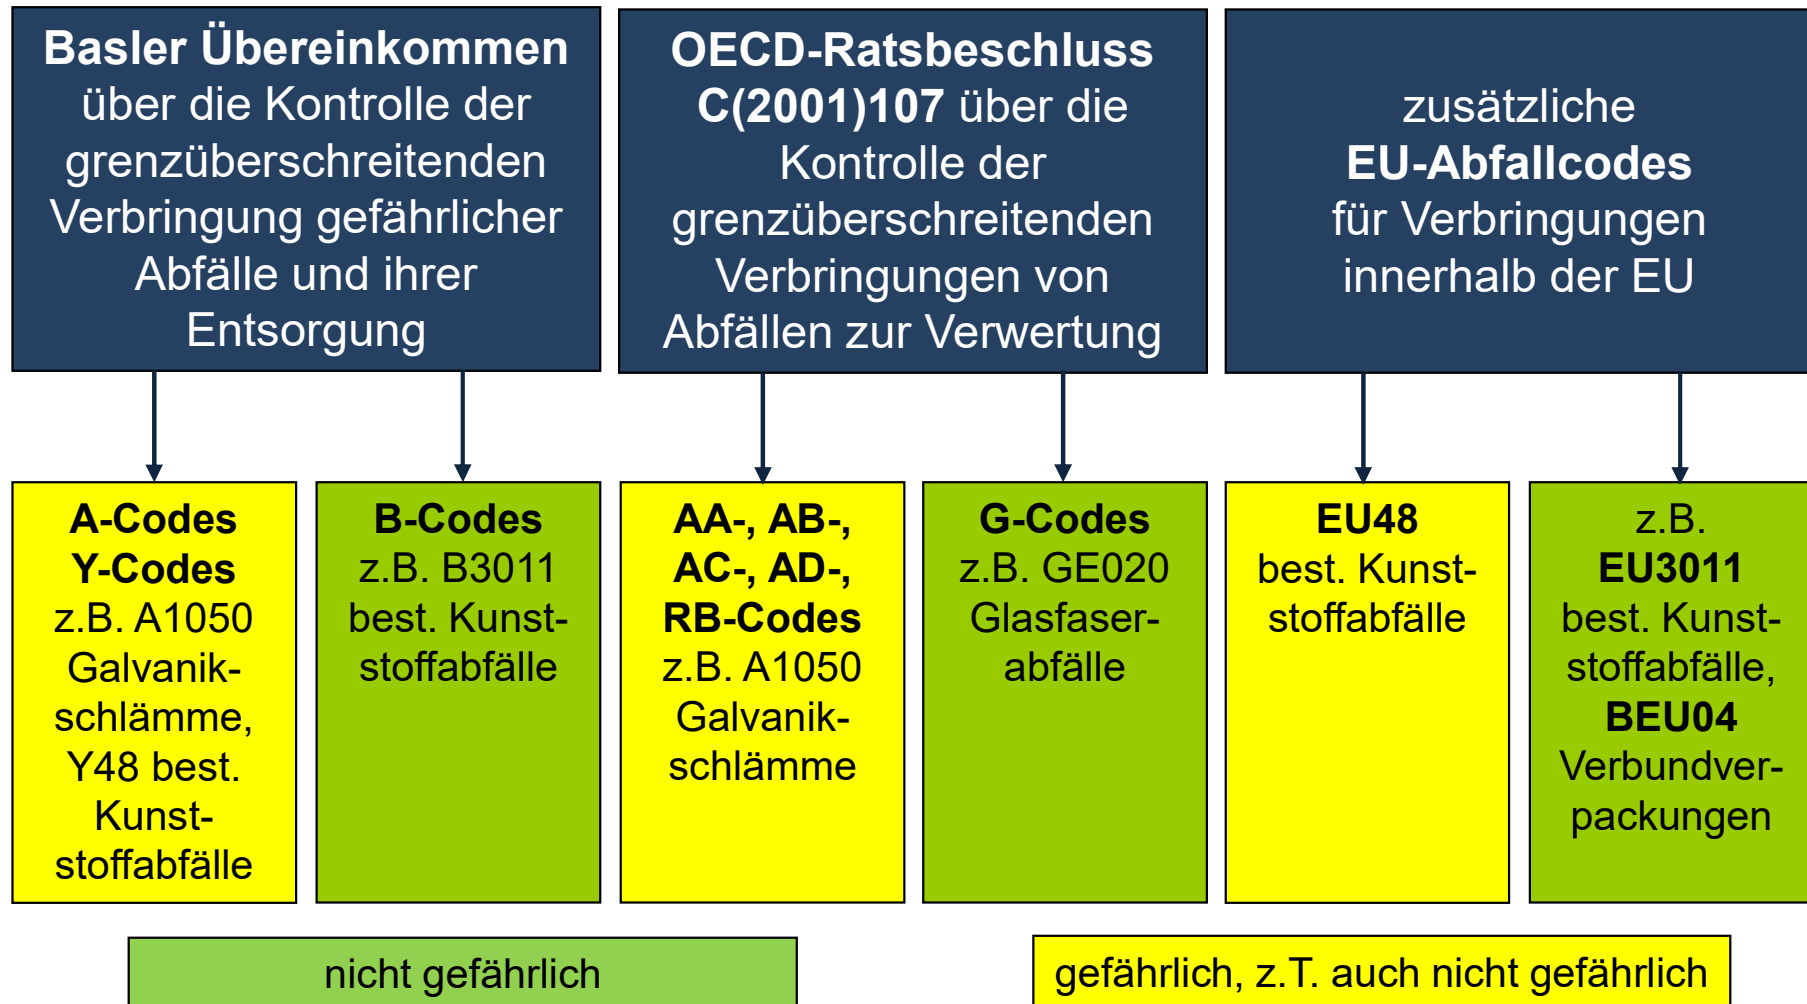 Basler Übereinkommen
über die Kontrolle der
grenzüberschreitenden
Verbringung gefährlicher
Abfälle und ihrer
Entsorgung
OECD-Ratsbeschluss
C(2001)107 über die
Kontrolle der
grenzüberschreitenden
Verbringungen von
Abfällen zur Verwertung
zusätzliche
EU-Abfallcodes
für Verbringungen
innerhalb der EU
A-Codes
Y-Codes
z.B. A1050
Galvanik-
schlämme,
Y48 best.
Kunst-
stoffabfälle
B-Codes
z.B. B3011
best. Kunst-
stoffabfälle
AA-, AB-,
AC-, AD-,
RB-Codes
z.B. A1050
Galvanik-
schlämme
G-Codes
z.B. GE020
Glasfaser-
abfälle
EU48
best. Kunst-
stoffabfälle
z.B.
EU3011
best. Kunst-
stoffabfälle,
BEU04
Verbundver-
packungen
nicht gefährlich
gefährlich, z.T. auch nicht gefährlich